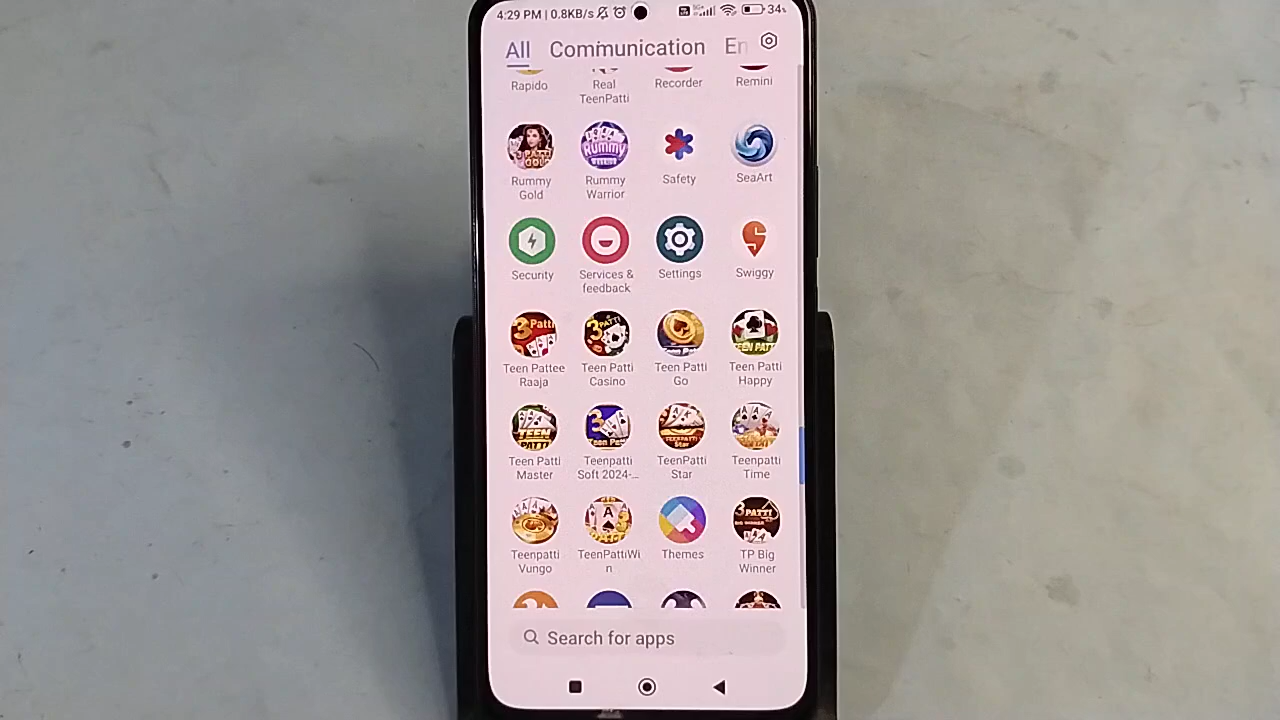 4:29 PM | 0.8KB/s 34%
All Communication En
Rapido Real TeenPatti Recorder Remini
Rummy Gold Rummy Warrior Safety SeaArt
Security Services & feedback Settings Swiggy
Teen Pattee Raaja Teen Patti Casino Teen Patti Go Teen Patti Happy
Teen Patti Master Teenpatti Soft 2024-... TeenPatti Star Teenpatti Time
Teenpatti Vungo TeenPattiWin Themes TP Big Winner
Search for apps